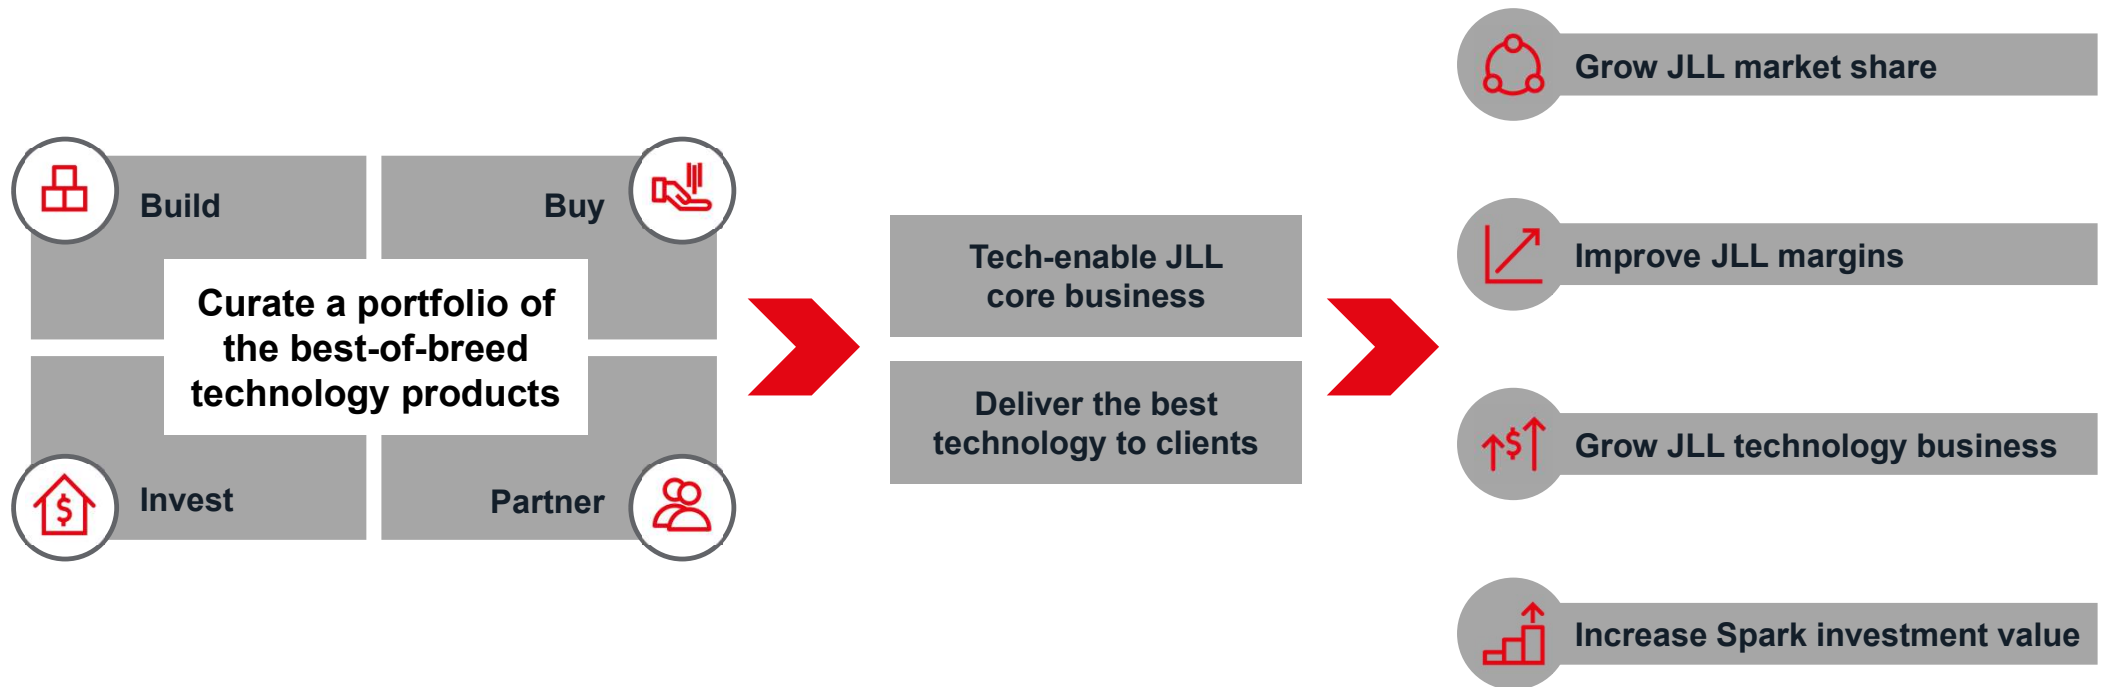 Build
Buy
Curate a portfolio of
the best-of-breed
technology products
Invest
Partner
Tech-enable JLL
core business
Deliver the best
technology to clients
Grow JLL market share
Improve JLL margins
$
Grow JLL technology business
Increase Spark investment value
$